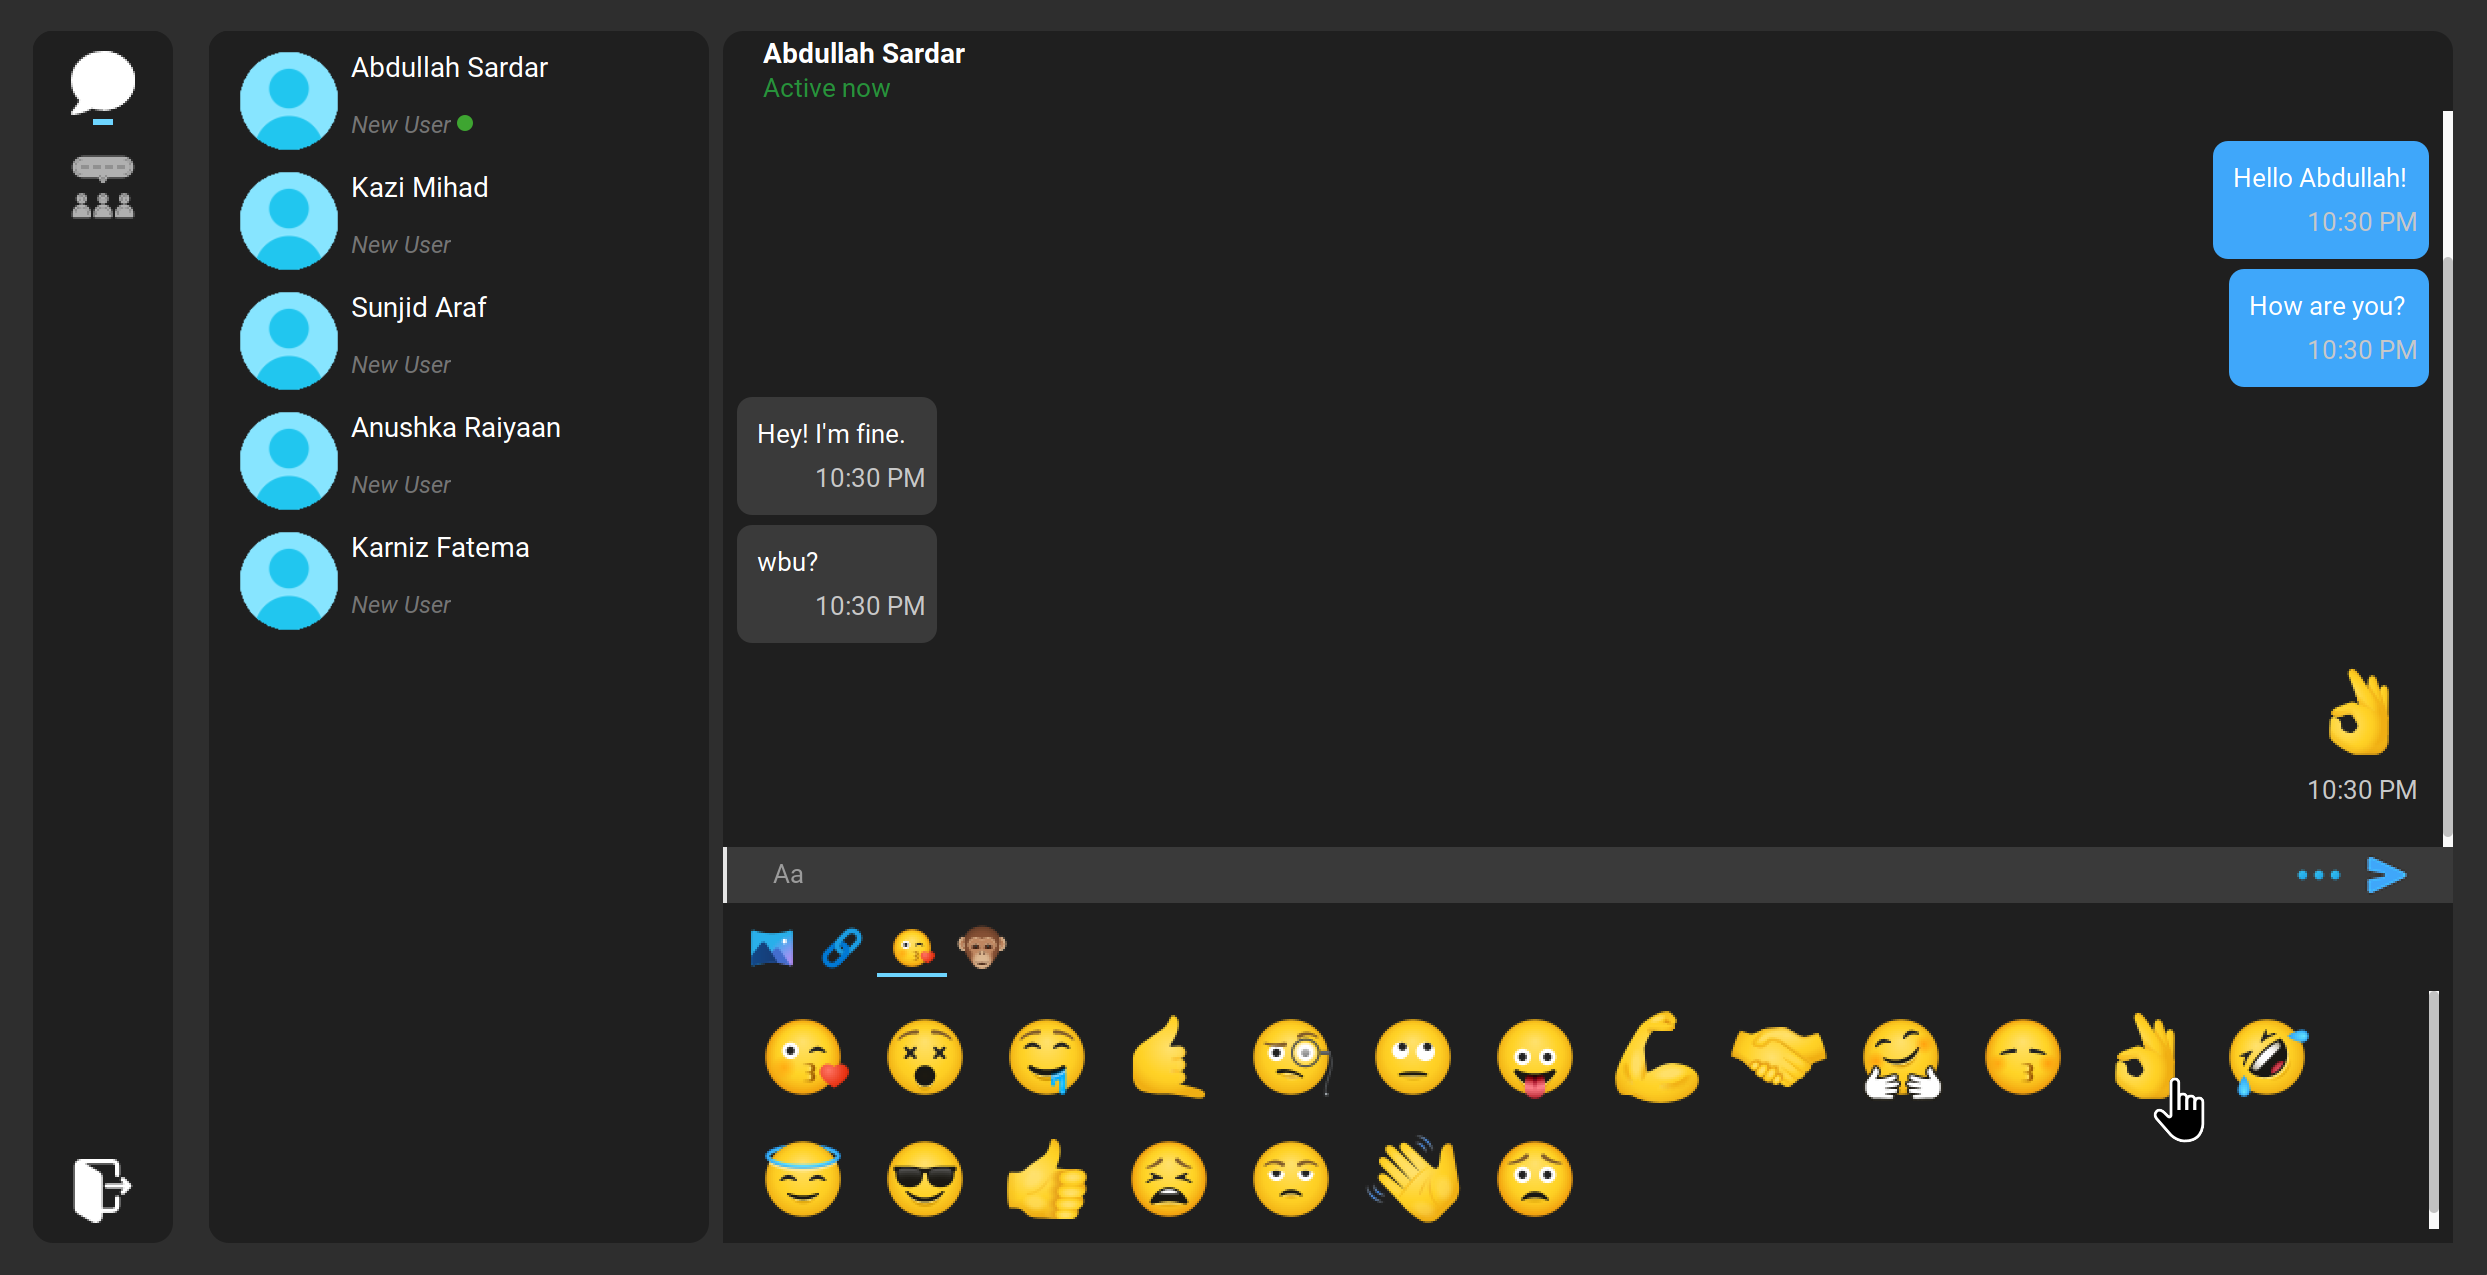 Abdullah Sardar
New User
Kazi Mihad
New User
Sunjid Araf
New User
Anushka Raiyaan
New User
Karniz Fatema
New User
Abdullah Sardar
Active now
Hello Abdullah!
10:30 PM
How are you?
10:30 PM
Hey! I'm fine.
10:30 PM
wbu?
10:30 PM
10:30 PM
Aa